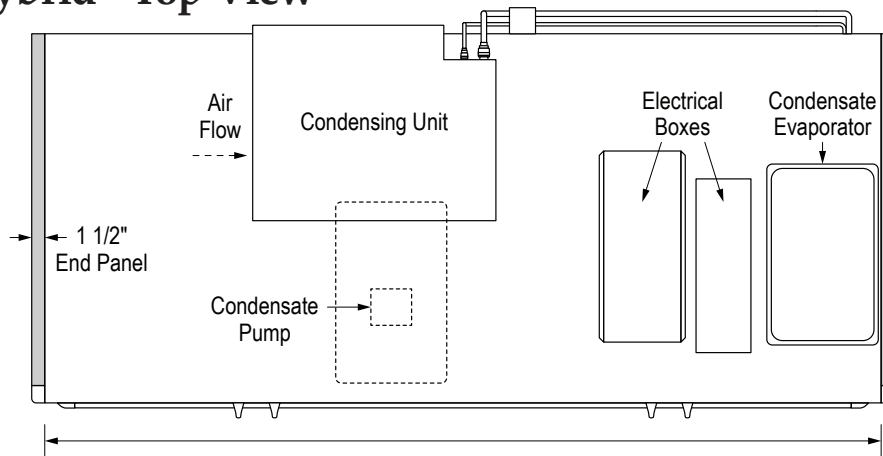 Top View
Air
Flow
Condensing Unit
Electrical
Boxes
Condensate
Evaporator
1 1/2"
End Panel
Condensate
Pump